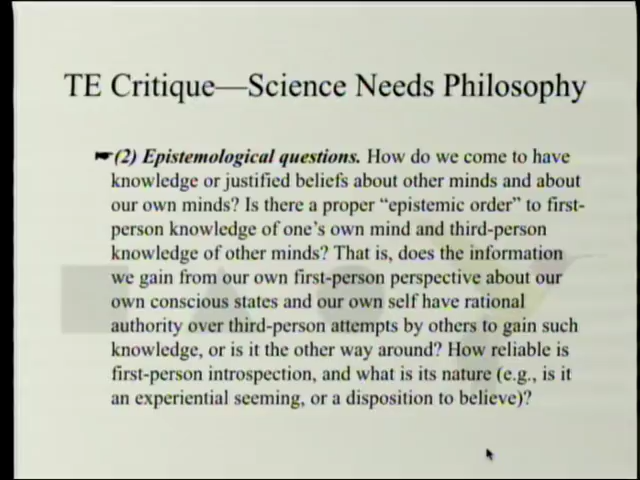 TE Critique—Science Needs Philosophy
☛(2) Epistemological questions. How do we come to have
knowledge or justified beliefs about other minds and about
our own minds? Is there a proper “epistemic order” to first-
person knowledge of one’s own mind and third-person
knowledge of other minds? That is, does the information
we gain from our own first-person perspective about our
own conscious states and our own self have rational
authority over third-person attempts by others to gain such
knowledge, or is it the other way around? How reliable is
first-person introspection, and what is its nature (e.g., is it
an experiential seeming, or a disposition to believe)?